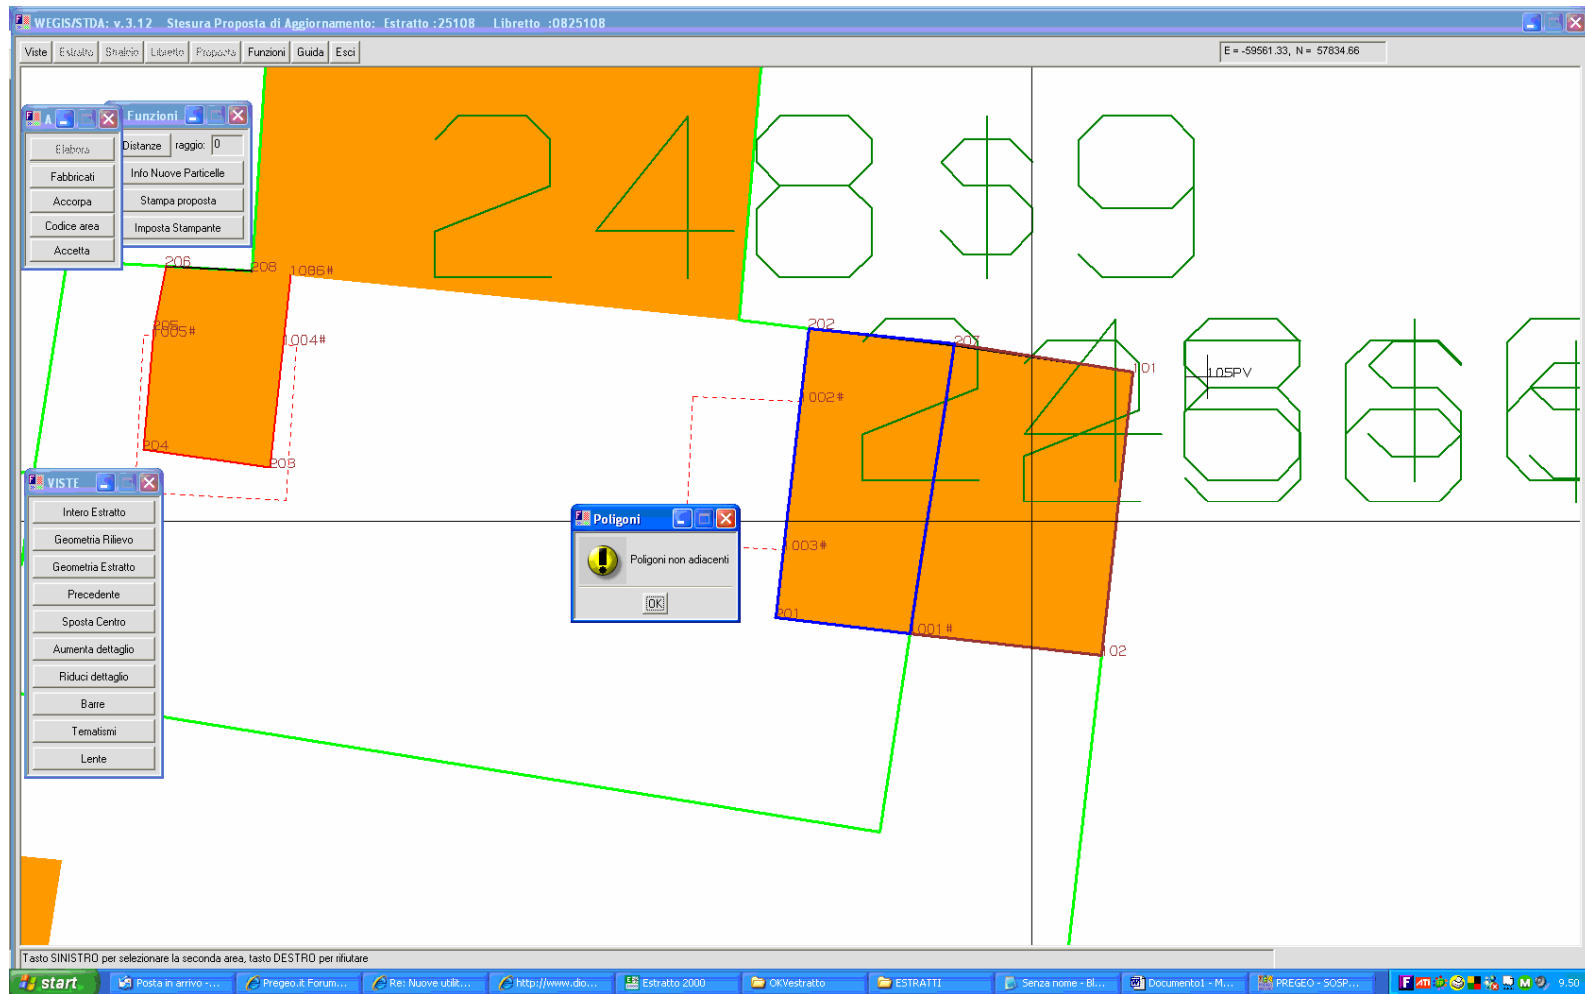 WEGIS/STDA: v.3.12 Stesura Proposta di Aggiornamento: Estratto :25108 Libretto :0825108
Viste Estratto Stralcio Libretto Proposta Funzioni Guida Esci
E = -59561.33, N = 57834.66
A
Elabora
Fabbricati
Accorpa
Codice area
Accetta
Funzioni
Distanze raggio: 0
Info Nuove Particelle
Stampa proposta
Imposta Stampante
248$9
206
208
1086#
205
1005#
1004#
204
203
202
207
101
105PV
1002#
1003#
201
1001#
102
VISTE
Intero Estratto
Geometria Rilievo
Geometria Estratto
Precedente
Sposta Centro
Aumenta dettaglio
Riduci dettaglio
Barre
Tematismi
Lente
Poligoni
Poligoni non adiacenti
OK
Tasto SINISTRO per selezionare la seconda area, tasto DESTRO per rifiutare
start Posta in arrivo -... Pregeo.it Forum... Re: Nuove utilit... http://www.dio... Estratto 2000 OKVestratto ESTRATTI Senza nome - Bl... Documento1 - M... PREGEO - SOSP... 9.50